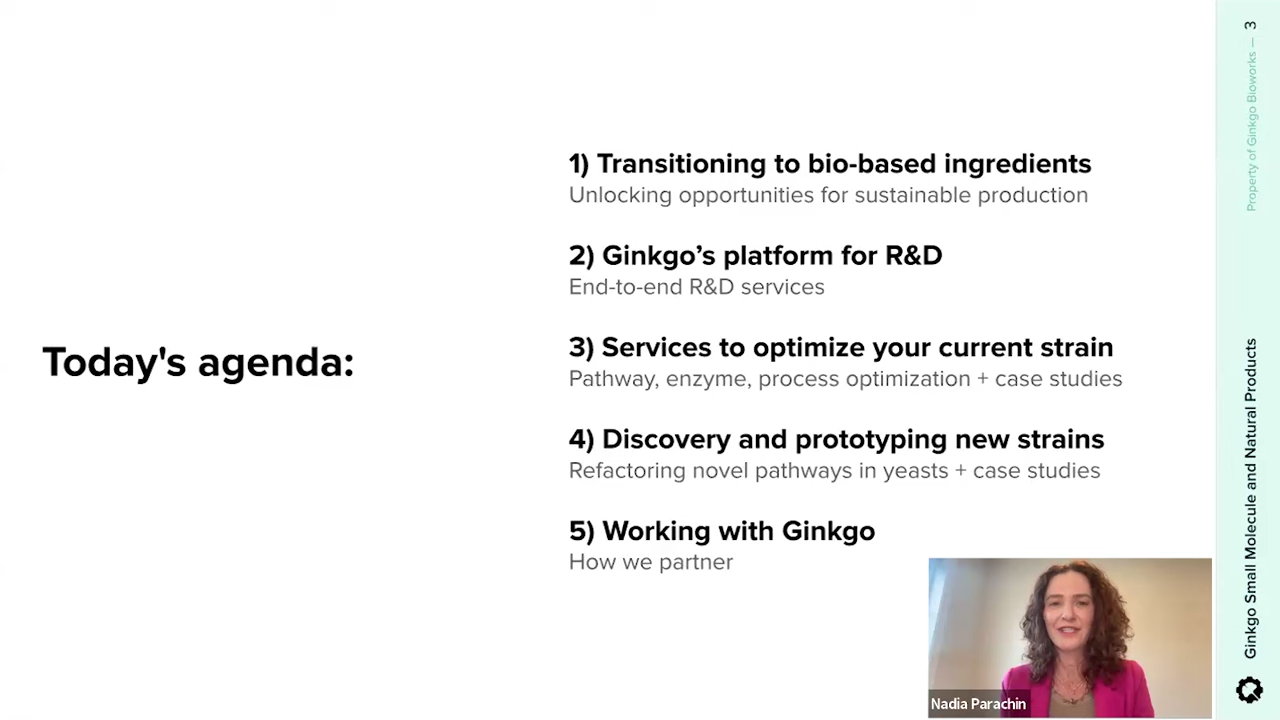 Today's agenda:
1) Transitioning to bio-based ingredients
Unlocking opportunities for sustainable production
2) Ginkgo’s platform for R&D
End-to-end R&D services
3) Services to optimize your current strain
Pathway, enzyme, process optimization + case studies
4) Discovery and prototyping new strains
Refactoring novel pathways in yeasts + case studies
5) Working with Ginkgo
How we partner
Nadia Parachin
Ginkgo Small Molecule and Natural Products
Property of Ginkgo Bioworks — 3